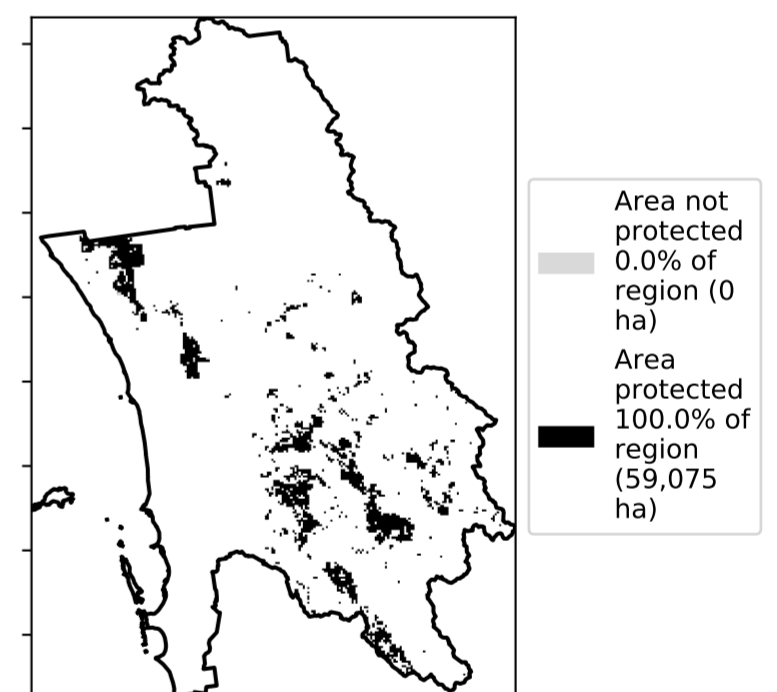 Area not
protected
0.0% of
region (0
ha)
Area
protected
100.0% of
region
(59,075
ha)